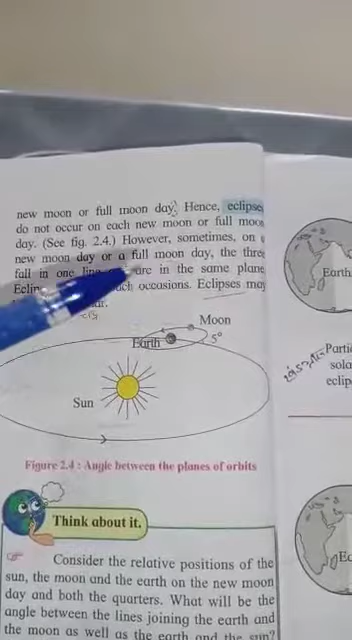 new moon or full moon day. Hence, eclipses
do not occur on each new moon or full moon
day. (See fig. 2.4.) However, sometimes, on
new moon day or a full moon day, the three
fall in one line are in the same plane
such occasions. Eclipses may
Moon
Earth
5°
Sun
Figure 2.4 : Angle between the planes of orbits
Think about it.
Consider the relative positions of the
sun, the moon and the earth on the new moon
day and both the quarters. What will be the
angle between the lines joining the earth and
the moon as well as the earth and the sun?
Earth
Parti
sola
eclip